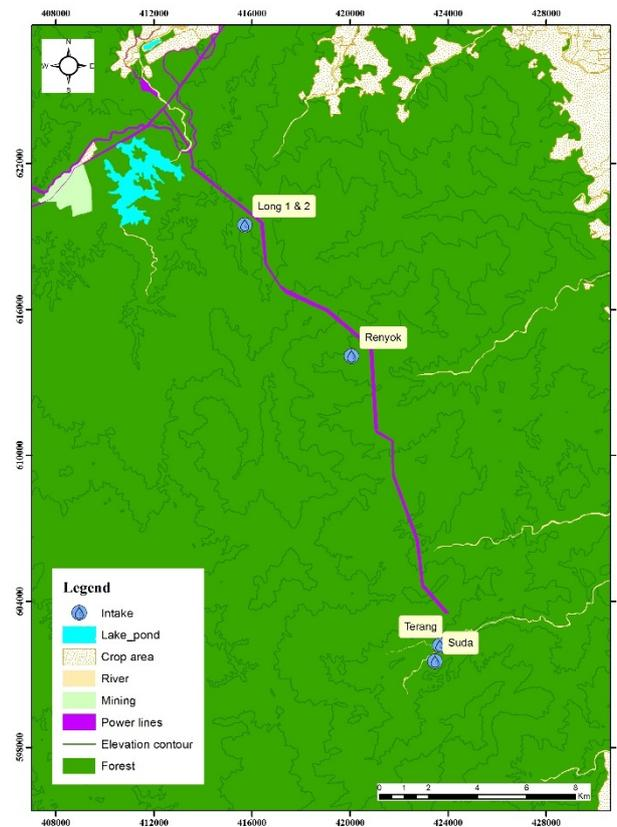 408000 412000 416000 420000 424000 428000
N
W E
S
622000
Long 1 & 2
616000
Renyok
610000
604000
Terang
Suda
598000
Legend
Intake
Lake_pond
Crop area
River
Mining
Power lines
Elevation contour
Forest
0 1 2 4 6 8
Km
408000 412000 416000 420000 424000 428000